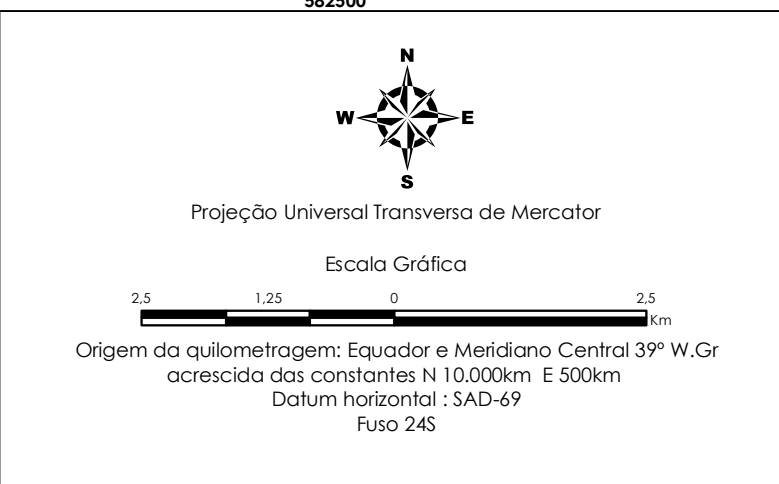 582500
N
W E
S
Projeção Universal Transversa de Mercator
Escala Gráfica
2,5 1,25 0 2,5
Km
Origem da quilometragem: Equador e Meridiano Central 39º W.Gr
acrescida das constantes N 10.000km E 500km
Datum horizontal : SAD-69
Fuso 24S